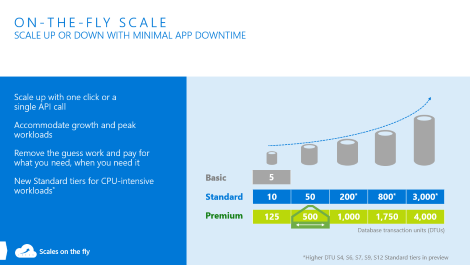 ON-THE-FLY SCALE
SCALE UP OR DOWN WITH MINIMAL APP DOWNTIME
Scale up with one click or a
single API call
Accommodate growth and peak
workloads
Remove the guess work and pay for
what you need, when you need it
New Standard tiers for CPU-intensive
workloads*
Basic 5
Standard 10 50 200* 800* 3,000*
Premium 125 500 1,000 1,750 4,000
Database transaction units (DTUs)
Scales on the fly
*Higher DTU S4, S6, S7, S9, S12 Standard tiers in preview